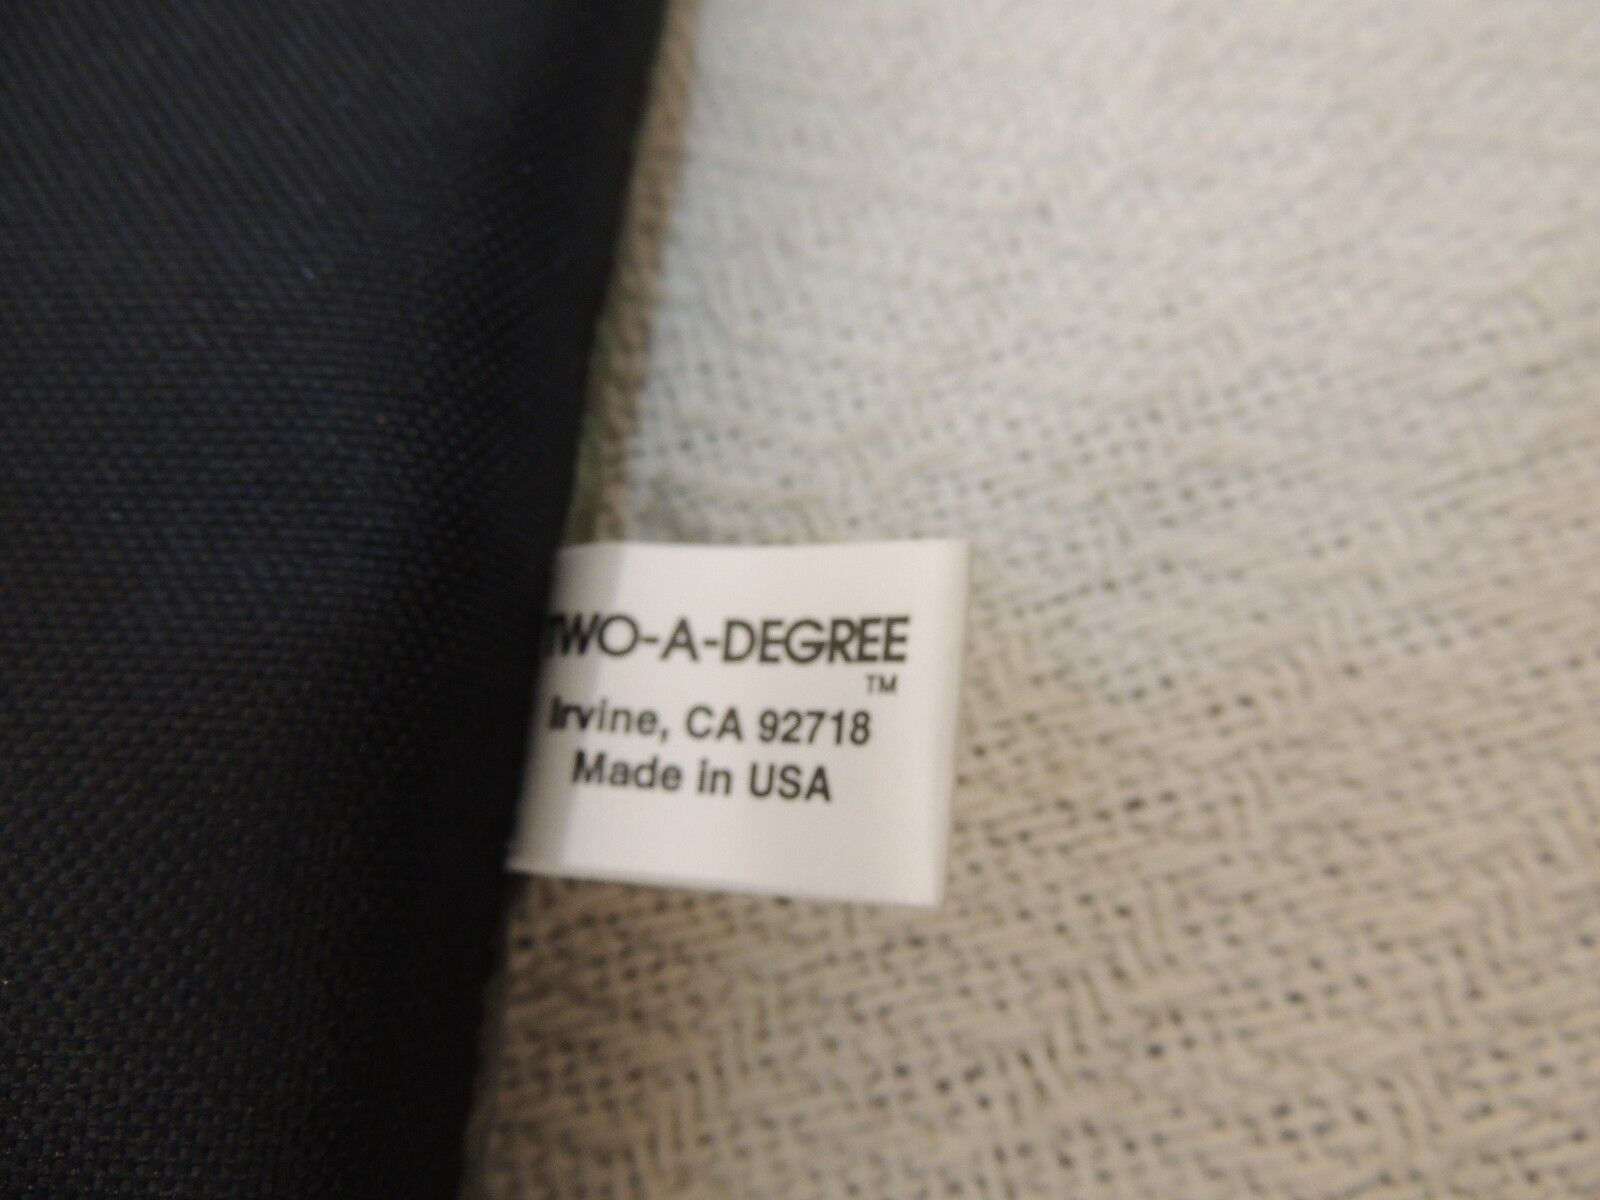 TWO-A-DEGREE
TM
Irvine, CA 92718
Made in USA